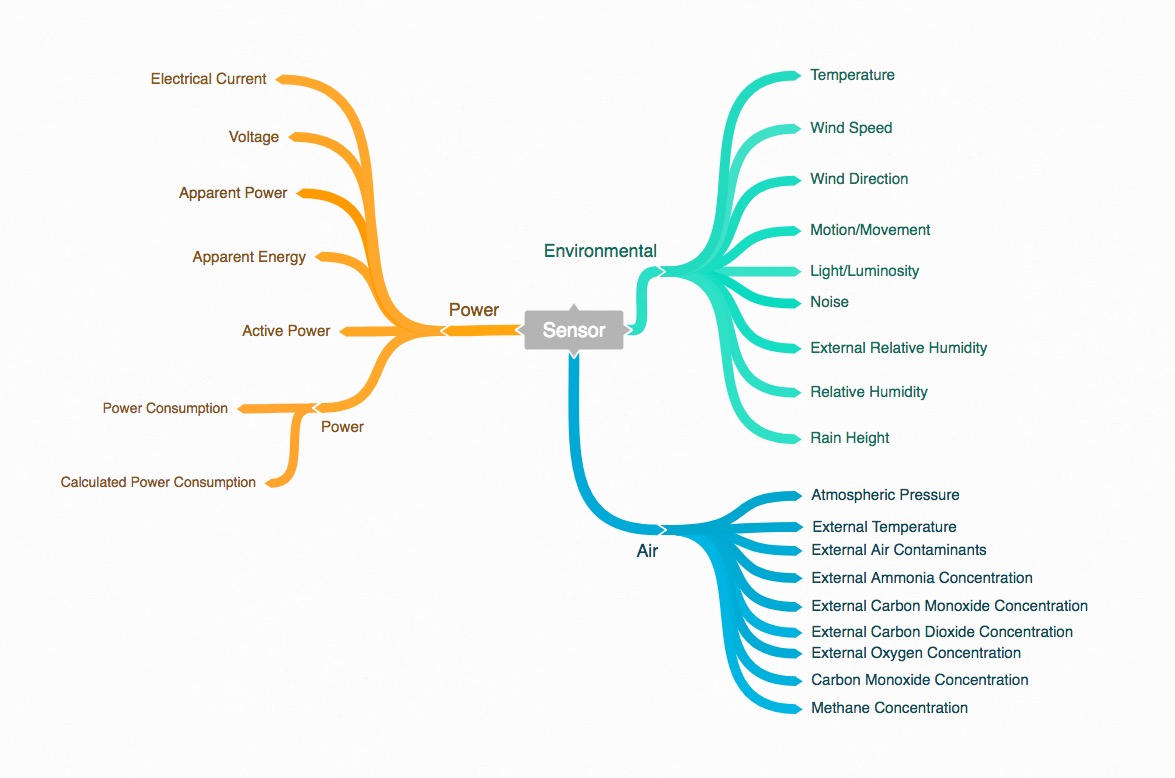 Electrical Current
Voltage
Apparent Power
Apparent Energy
Active Power
Power
Power Consumption
Power
Calculated Power Consumption
Sensor
Environmental
Temperature
Wind Speed
Wind Direction
Motion/Movement
Light/Luminosity
Noise
External Relative Humidity
Relative Humidity
Rain Height
Air
Atmospheric Pressure
External Temperature
External Air Contaminants
External Ammonia Concentration
External Carbon Monoxide Concentration
External Carbon Dioxide Concentration
External Oxygen Concentration
Carbon Monoxide Concentration
Methane Concentration